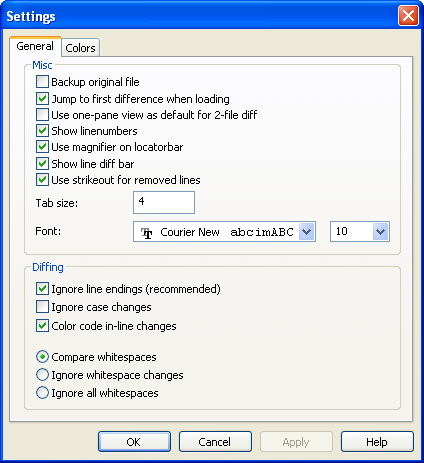 Settings
General Colors
Misc
Backup original file
Jump to first difference when loading
Use one-pane view as default for 2-file diff
Show linenumbers
Use magnifier on locatorbar
Show line diff bar
Use strikeout for removed lines
Tab size: 4
Font: Courier New abcimABC 10
Diffing
Ignore line endings (recommended)
Ignore case changes
Color code in-line changes
Compare whitespaces
Ignore whitespace changes
Ignore all whitespaces
OK Cancel Apply Help